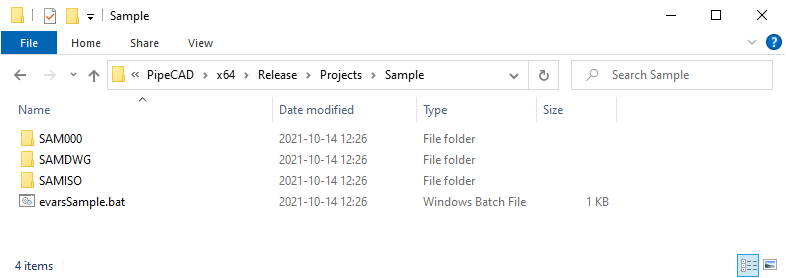 Sample
File Home Share View
PipeCAD x64 Release Projects Sample Search Sample
Name Date modified Type Size
SAM000 2021-10-14 12:26 File folder
SAMDWG 2021-10-14 12:26 File folder
SAMISO 2021-10-14 12:26 File folder
evarsSample.bat 2021-10-14 12:26 Windows Batch File 1 KB
4 items